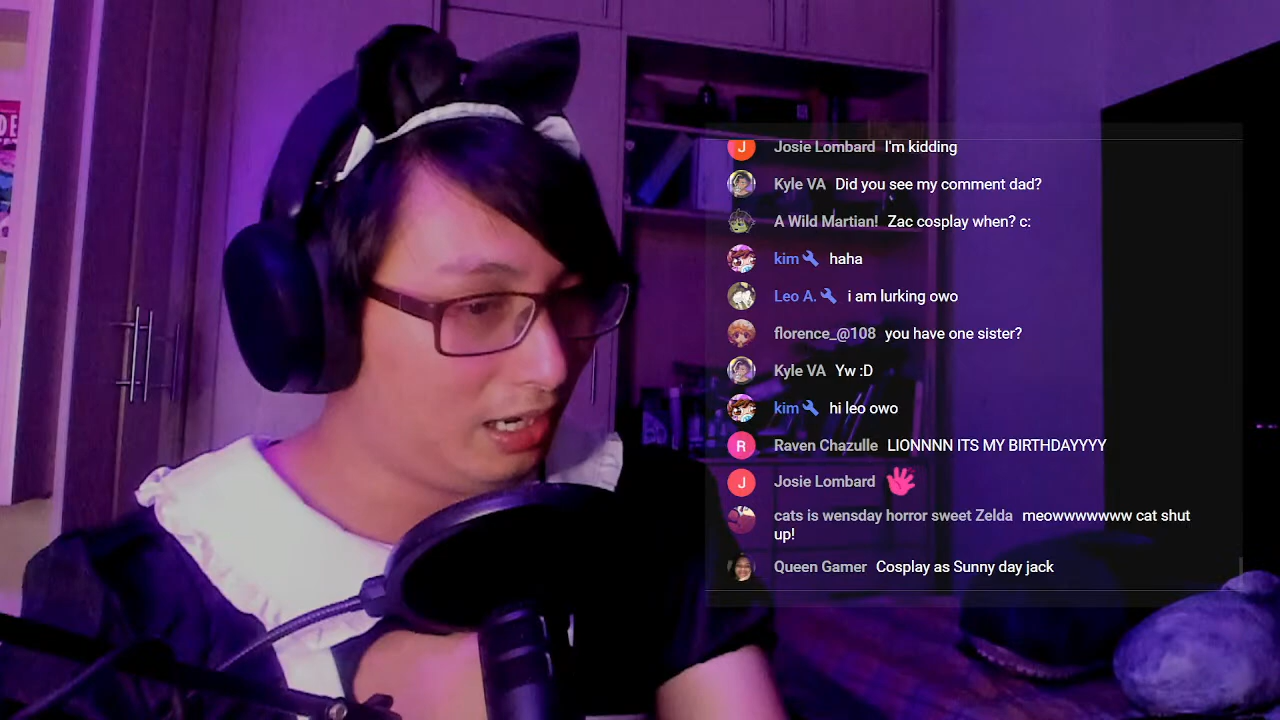 DE
Josie Lombard I'm kidding
Kyle VA Did you see my comment dad?
A Wild Martian! Zac cosplay when? c:
kim haha
Leo A. i am lurking owo
florence_@108 you have one sister?
Kyle VA Yw :D
kim hi leo owo
R Raven Chazulle LIONNNN ITS MY BIRTHDAYYYY
J Josie Lombard
cats is wensday horror sweet Zelda meowwwwwww cat shut
up!
Queen Gamer Cosplay as Sunny day jack